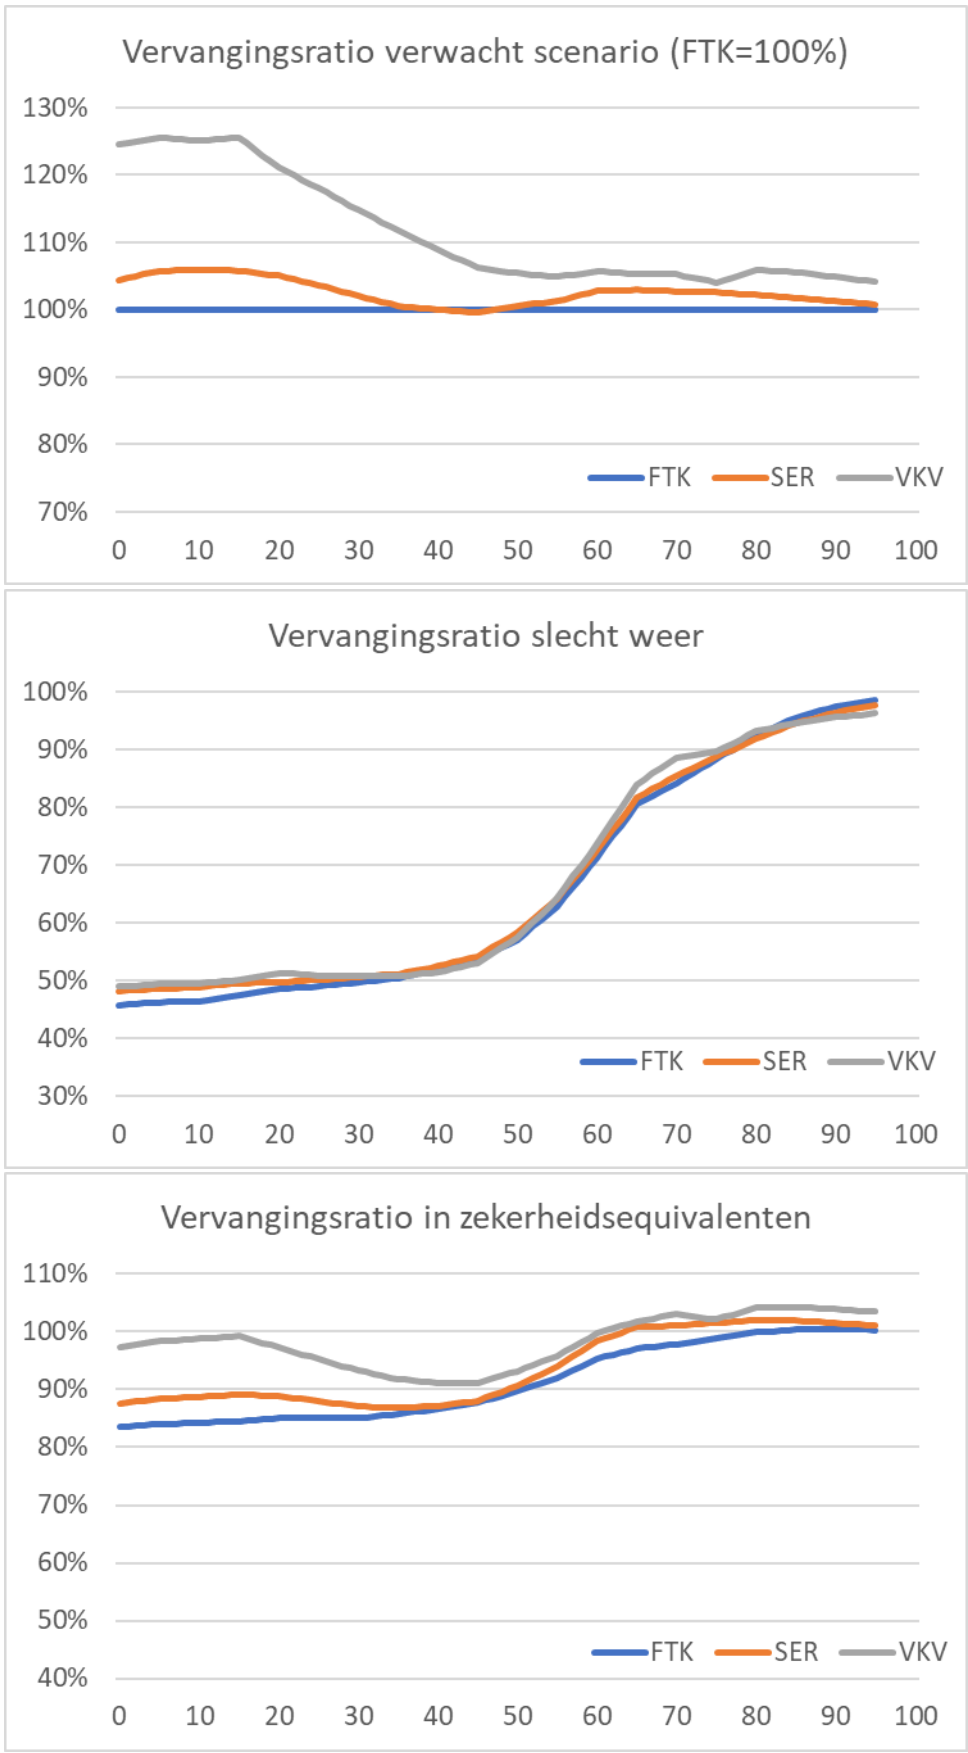 Vervangingsratio verwacht scenario (FTK=100%)
130%
120%
110%
100%
90%
80%
FTK SER VKV
70%
0 10 20 30 40 50 60 70 80 90 100
Vervangingsratio slecht weer
100%
90%
80%
70%
60%
50%
40%
FTK SER VKV
30%
0 10 20 30 40 50 60 70 80 90 100
Vervangingsratio in zekerheidsequivalenten
110%
100%
90%
80%
70%
60%
50%
FTK SER VKV
40%
0 10 20 30 40 50 60 70 80 90 100